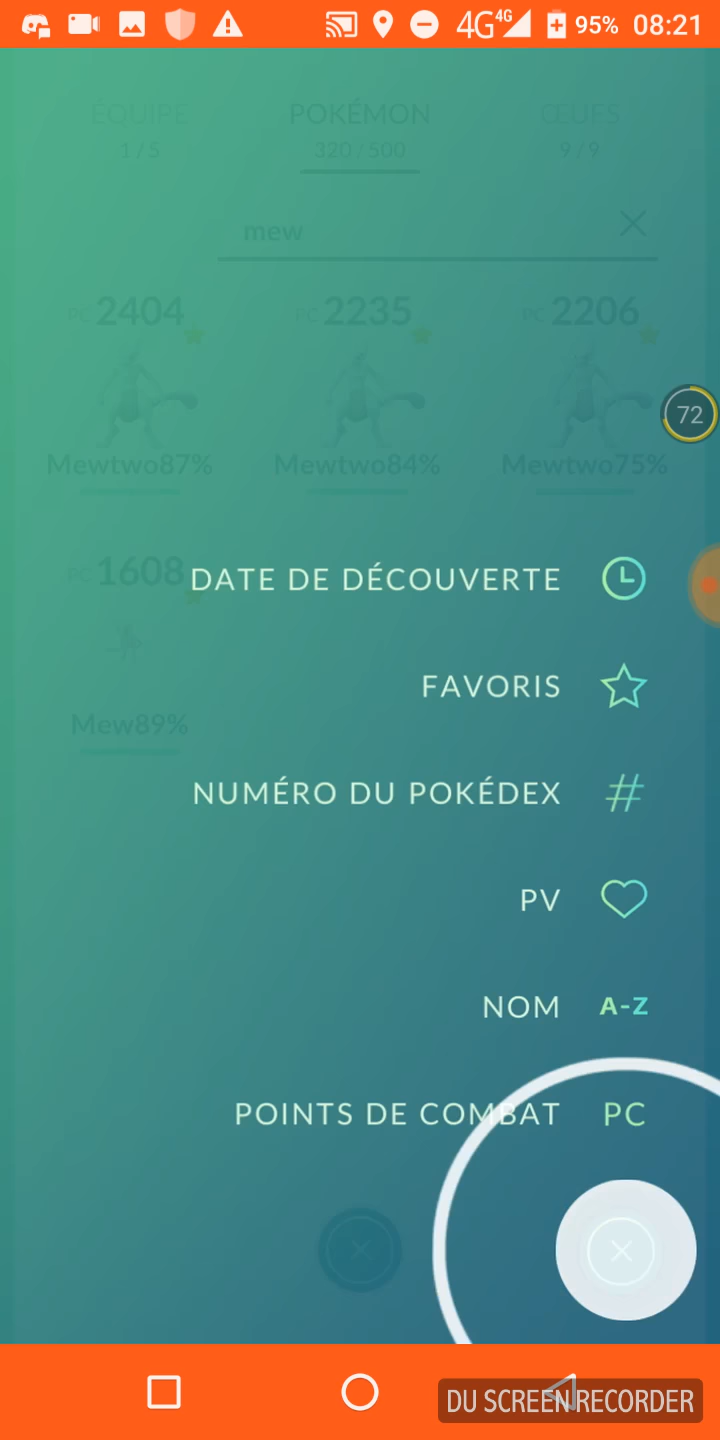 4G 4G 95% 08:21
ÉQUIPE POKÉMON ŒUFS
1 / 5 320 / 500 9 / 9
mew
PC 2404 PC 2235 PC 2206
72
Mewtwo87% Mewtwo84% Mewtwo75%
PC 1608
DATE DE DÉCOUVERTE
FAVORIS
Mew89%
NUMÉRO DU POKÉDEX #
PV
NOM A-Z
POINTS DE COMBAT PC
DU SCREEN RECORDER